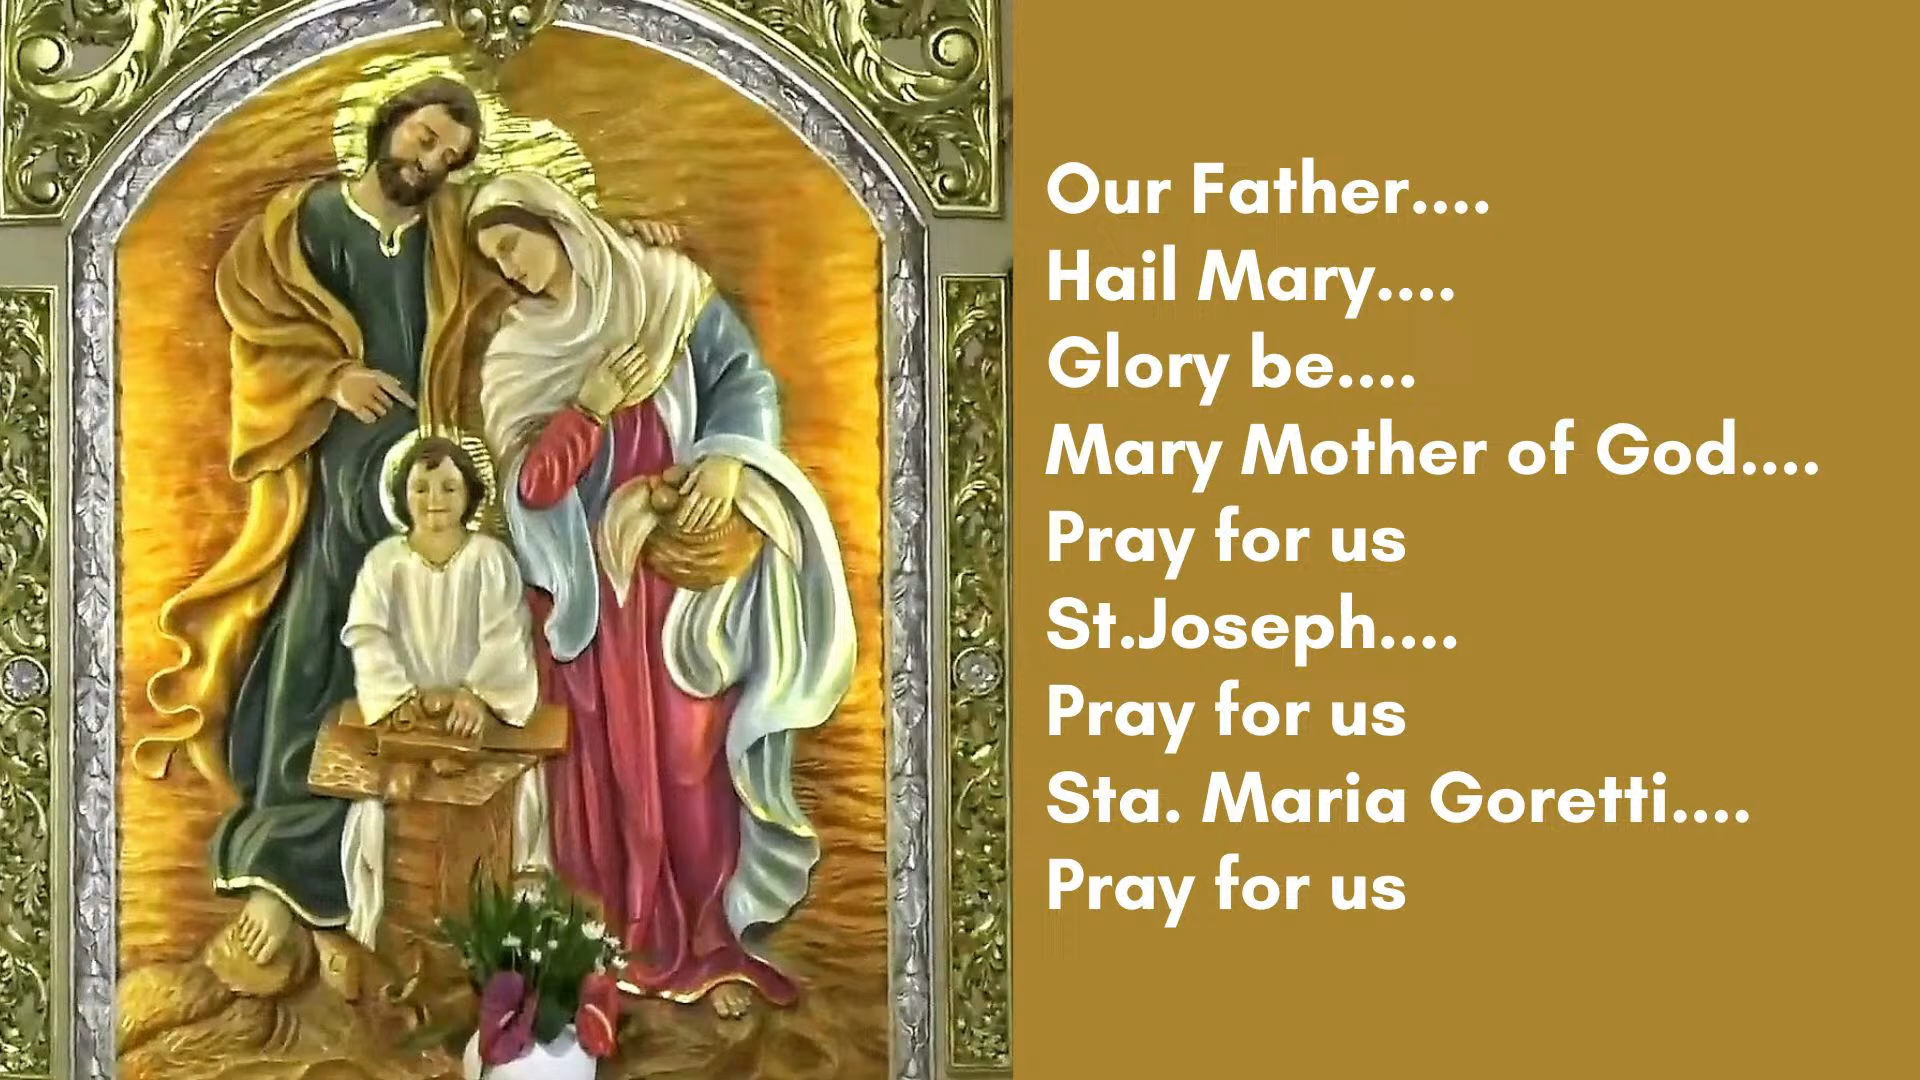 Our Father....
Hail Mary....
Glory be....
Mary Mother of God....
Pray for us
St.Joseph....
Pray for us
Sta. Maria Goretti....
Pray for us